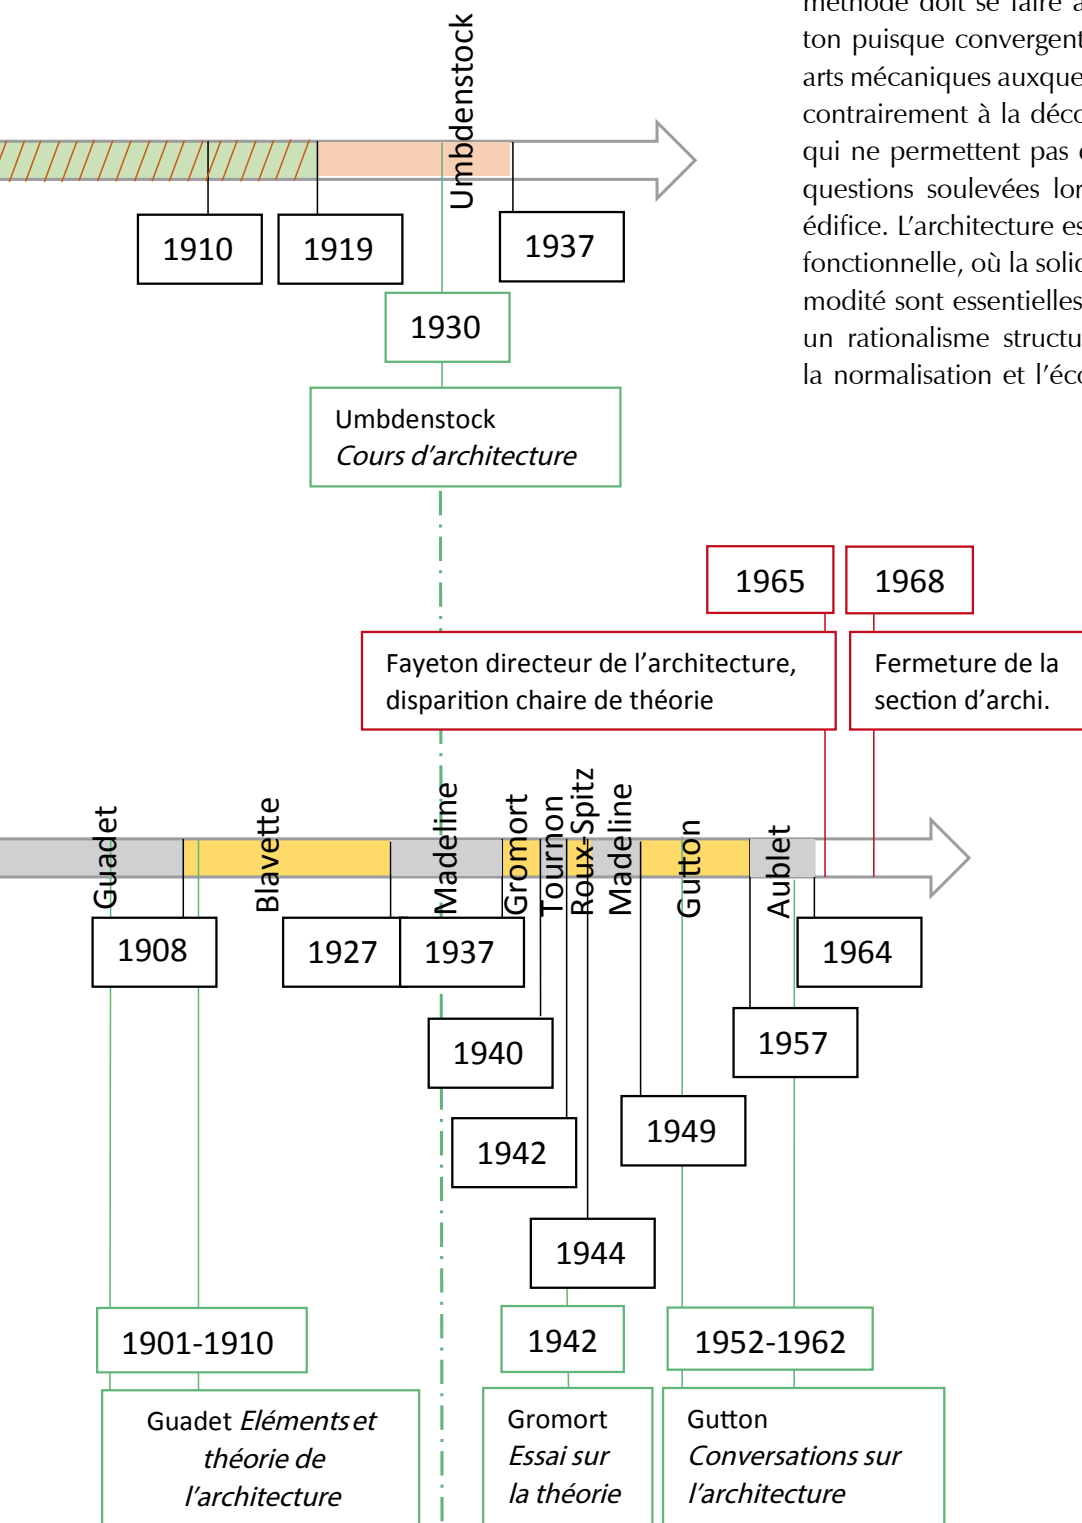 méthode doit se faire a
ton puisque convergent
arts mécaniques auxque
contrairement à la déco
qui ne permettent pas
questions soulevées lor
édifice. L'architecture es
fonctionnelle, où la solid
modité sont essentielles
un rationalisme structu
la normalisation et l'éco
Umbdenstock
1910
1919
1937
1930
Umbdenstock
Cours d'architecture
1965
1968
Fayeton directeur de l'architecture,
disparition chaire de théorie
Fermeture de la
section d'archi.
Guadet
Blavette
Madeline
Gromort
Tournon
Roux-Spitz
Madeline
Gutton
Aublet
1908
1927
1937
1964
1940
1957
1942
1949
1944
1901-1910
1942
1952-1962
Guadet Eléments et
théorie de
l'architecture
Gromort
Essai sur
la théorie
Gutton
Conversations sur
l'architecture